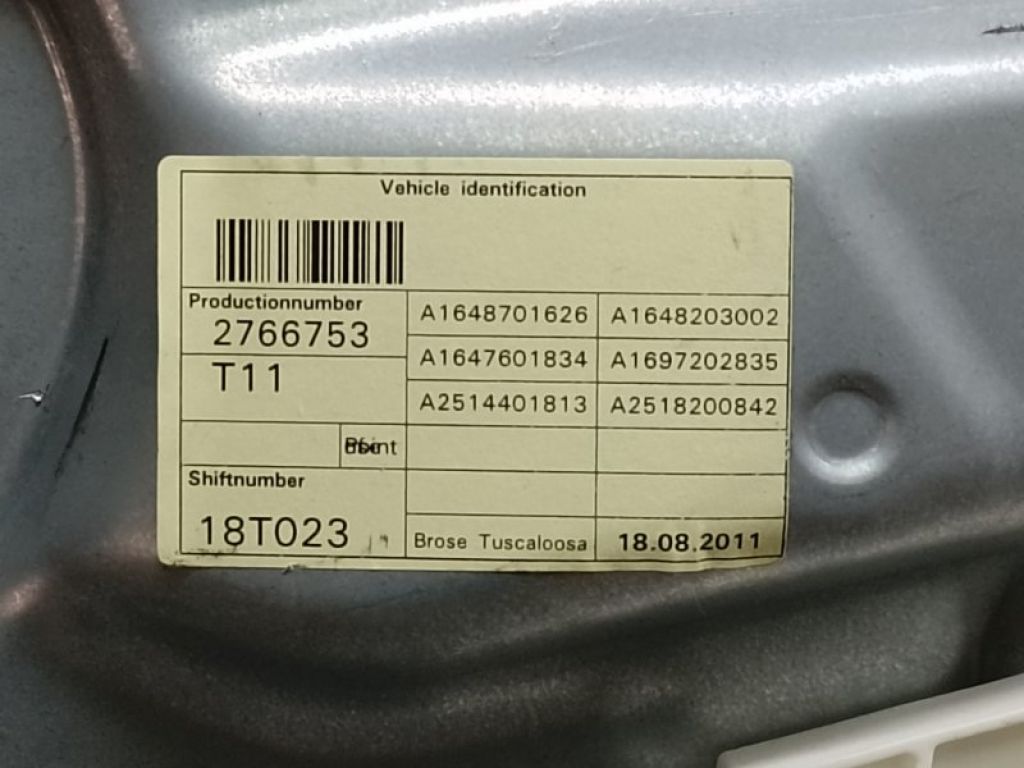 Vehicle identification
Productionnumber
2766753
T11
A1648701626 A1648203002
A1647601834 A1697202835
A2514401813 A2518200842
Shiftnumber
18T023
Brose Tuscaloosa 18.08.2011